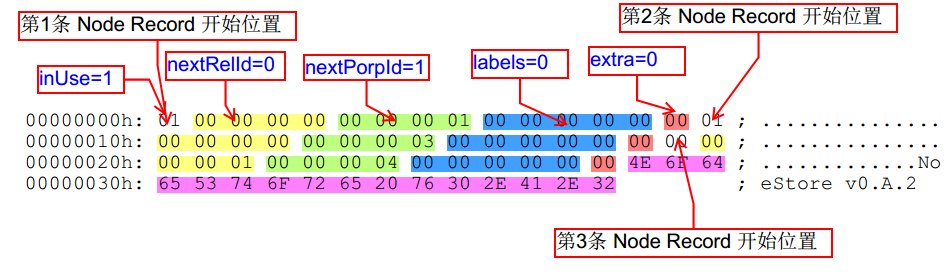 第1条 Node Record 开始位置
第2条 Node Record 开始位置
inUse=1
nextRelId=0
nextPorpId=1
labels=0
extra=0
00000000h: 01 00 00 00 00 00 00 00 01 00 00 00 00 00 00 01 ; ...............
00000010h: 00 00 00 00 00 00 00 03 00 00 00 00 00 00 01 00 ; ...............
00000020h: 00 00 01 00 00 00 04 00 00 00 00 00 00 4E 6F 64 ; .............No
00000030h: 65 53 74 6F 72 65 20 76 30 2E 41 2E 32 ; eStore v0.A.2
第3条 Node Record 开始位置